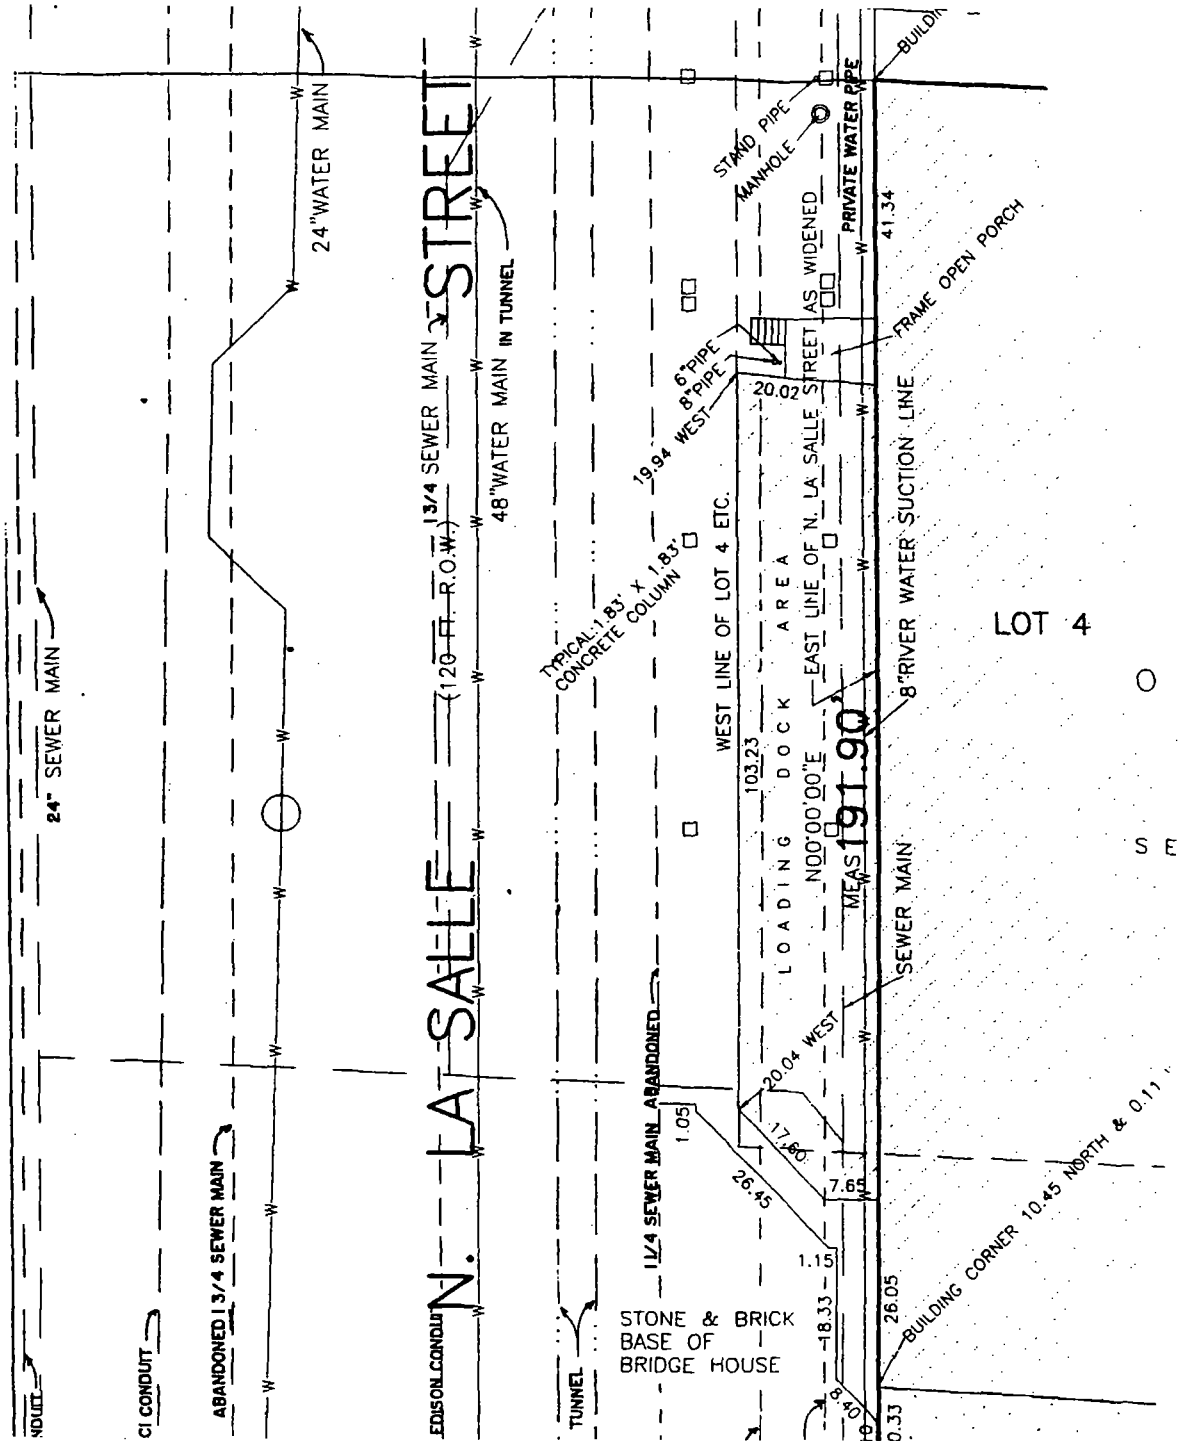 24"WATER MAIN
N. LA SALLE STREET
(120 FT. R.O.W.)
1 3/4 SEWER MAIN
48"WATER MAIN IN TUNNEL
STAND PIPE
MANHOLE
PRIVATE WATER PIPE
41.34
FRAME OPEN PORCH
6"PIPE
8"PIPE
19.94 WEST
20.02
EAST LINE OF N. LA SALLE STREET AS WIDENED
8"RIVER WATER SUCTION LINE
TYPICAL 1.83' X 1.83'
CONCRETE COLUMN
WEST LINE OF LOT 4 ETC.
LOADING DOCK AREA
103.23
N00°00'00"E
MEAS 191.90'
LOT 4
24" SEWER MAIN
SEWER MAIN
20.04 WEST
1.05
17.60
26.45
7.65
1.15
18.33
26.05
8.40
0.33
BUILDING CORNER 10.45 NORTH & 0.11
STONE & BRICK
BASE OF
BRIDGE HOUSE
1 1/4 SEWER MAIN ABANDONED
TUNNEL
EDISON CONDUIT
ABANDONED 1 3/4 SEWER MAIN
CI CONDUIT
W
O
S E